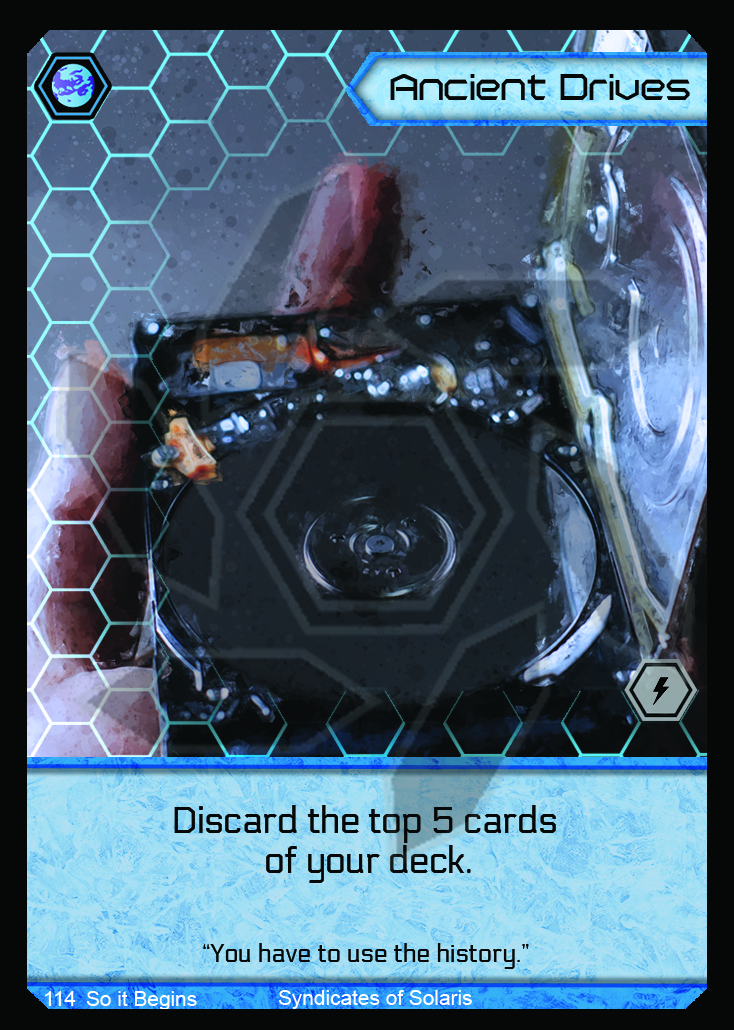 Ancient Drives
Discard the top 5 cards
of your deck.
“You have to use the history.”
114 So it Begins
Syndicates of Solaris